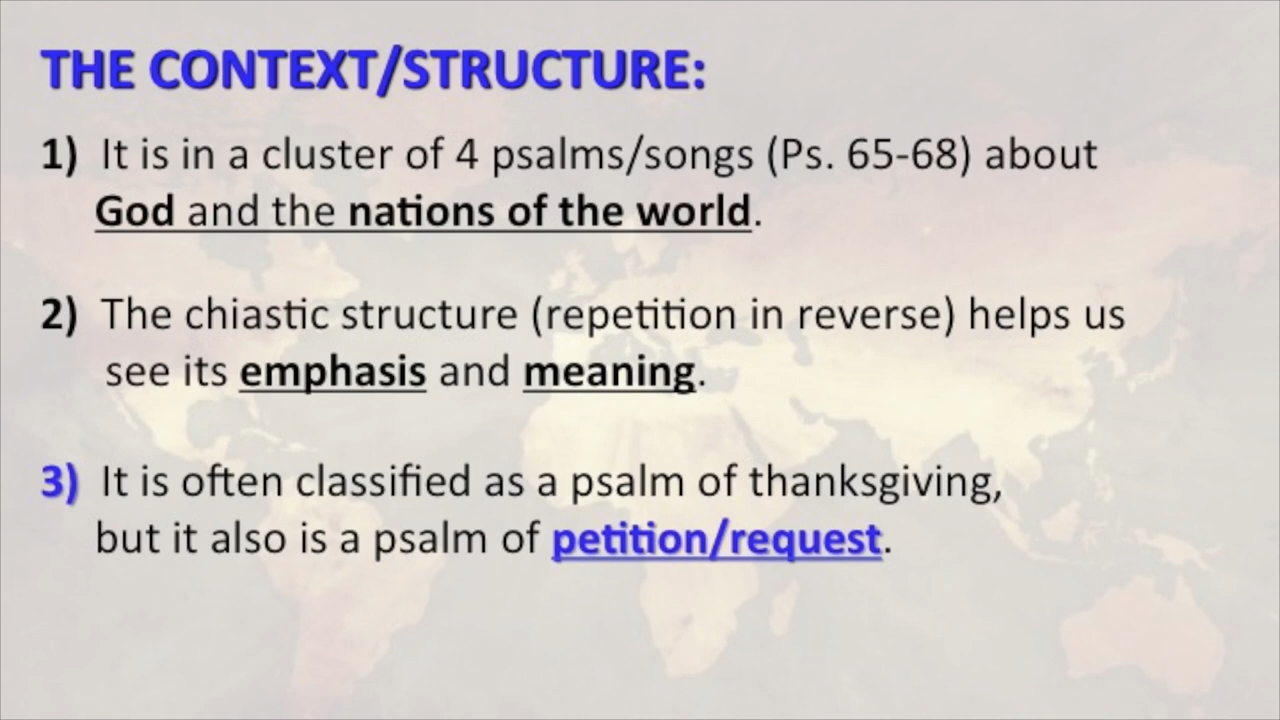 THE CONTEXT/STRUCTURE:
1) It is in a cluster of 4 psalms/songs (Ps. 65-68) about
God and the nations of the world.
2) The chiastic structure (repetition in reverse) helps us
see its emphasis and meaning.
3) It is often classified as a psalm of thanksgiving,
but it also is a psalm of petition/request.